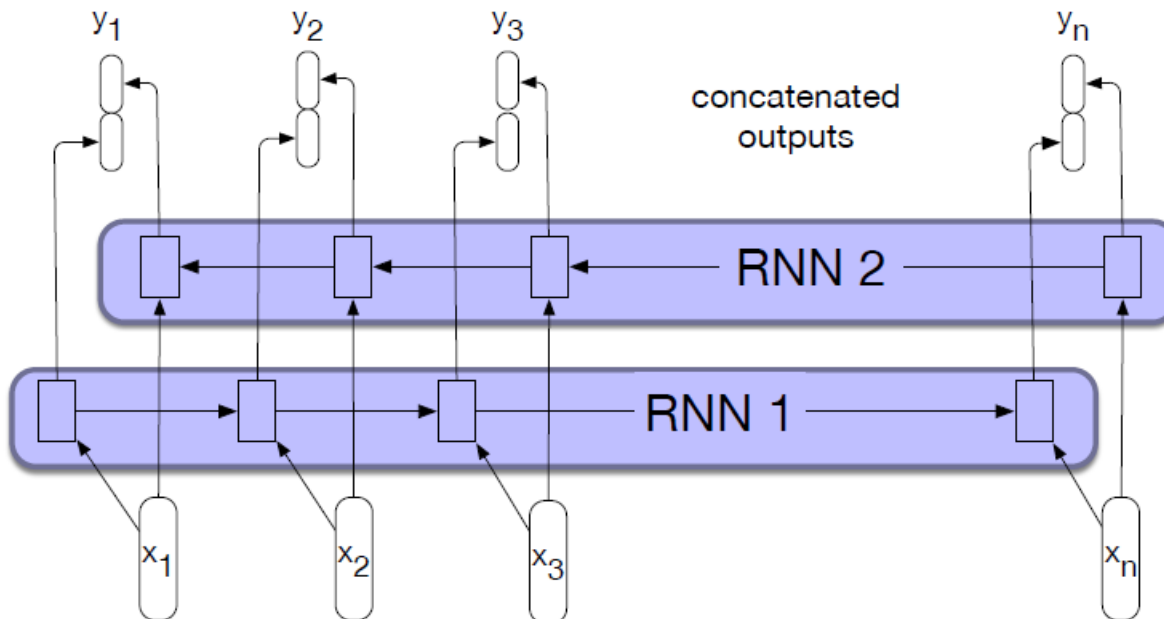 y1 y2 y3 yn
concatenated
outputs
RNN 2
RNN 1
x1 x2 x3 xn